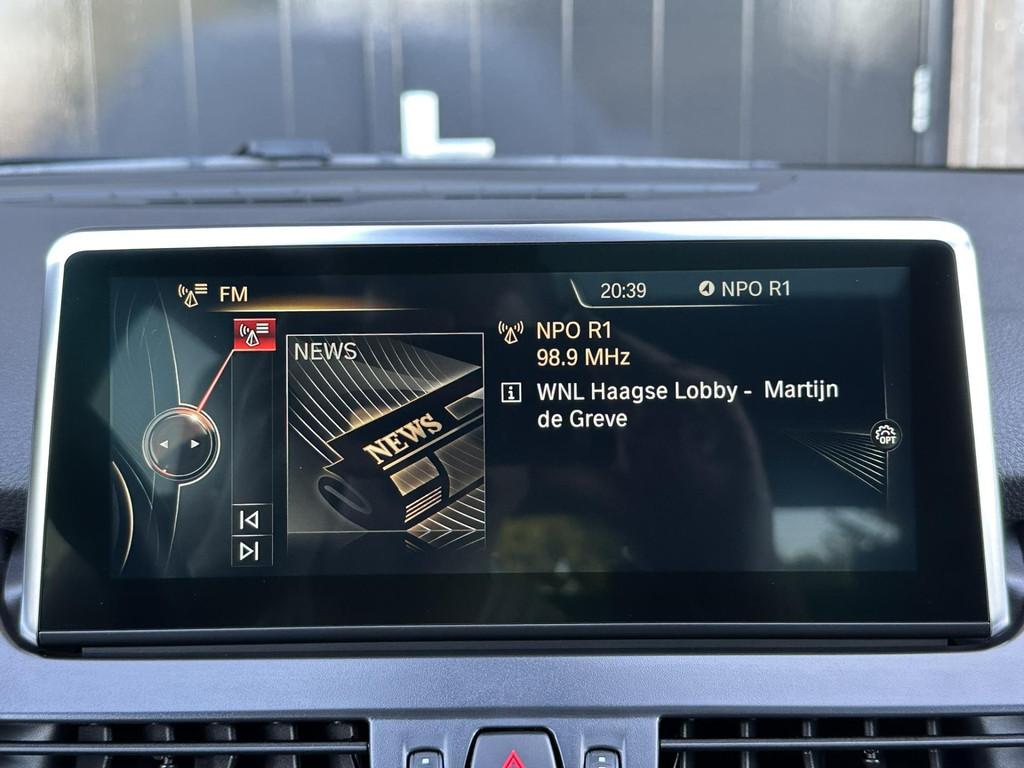 FM
20:39
NPO R1
NEWS
NEWS
NPO R1
98.9 MHz
WNL Haagse Lobby - Martijn
de Greve
OPT